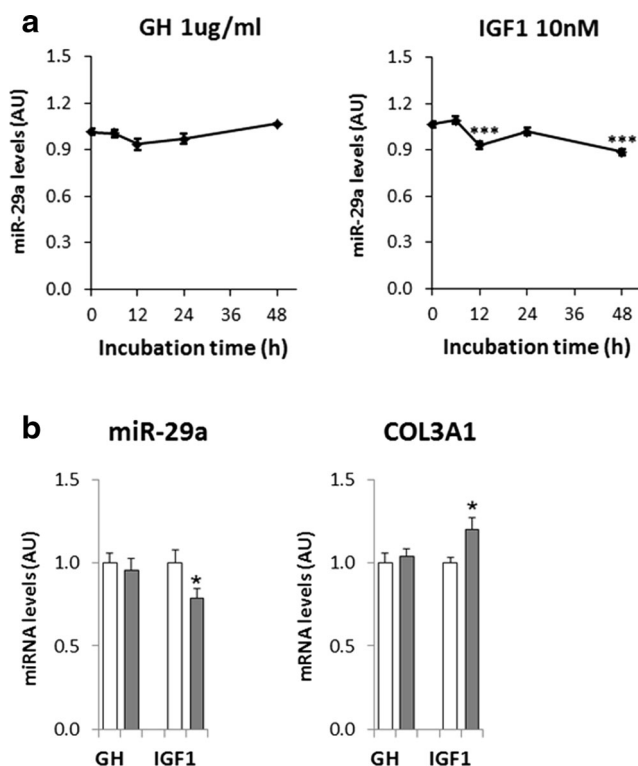 a
GH 1ug/ml
miR-29a levels (AU)
1.5
1.2
0.9
0.6
0.3
0.0
0 12 24 36 48
Incubation time (h)
IGF1 10nM
miR-29a levels (AU)
1.5
1.2
0.9
0.6
0.3
0.0
***
***
0 12 24 36 48
Incubation time (h)
b
miR-29a
miRNA levels (AU)
1.5
1.0
0.5
0.0
*
GH IGF1
COL3A1
mRNA levels (AU)
1.5
1.0
0.5
0.0
*
GH IGF1